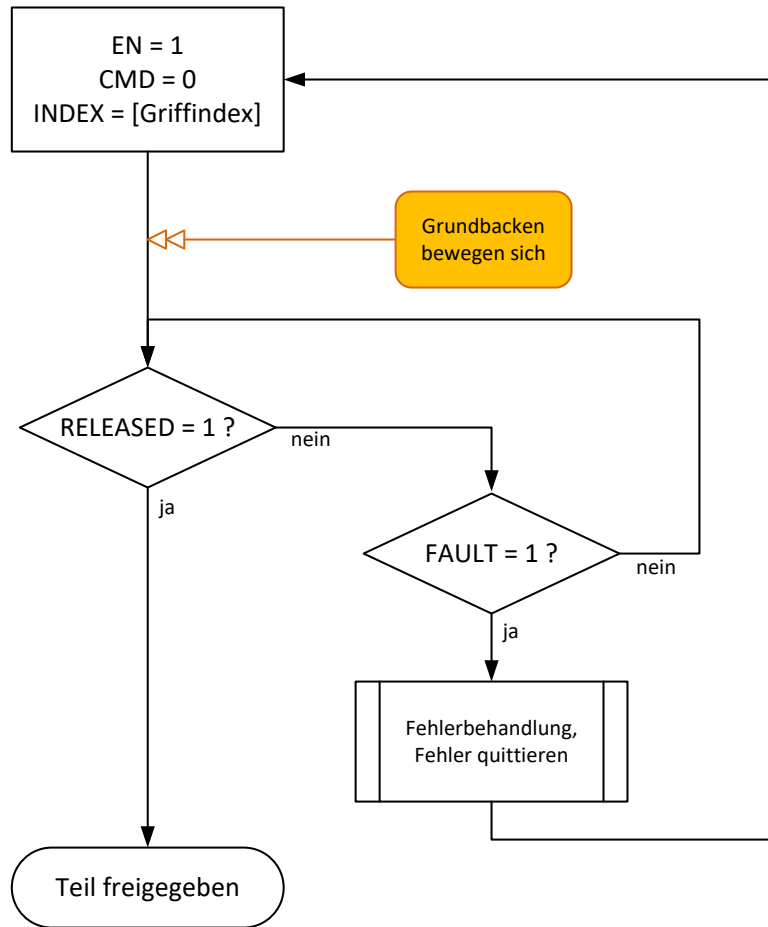 EN = 1
CMD = 0
INDEX = [Griffindex]
Grundbacken
bewegen sich
RELEASED = 1 ?
nein
ja
FAULT = 1 ?
nein
ja
Fehlerbehandlung,
Fehler quittieren
Teil freigegeben